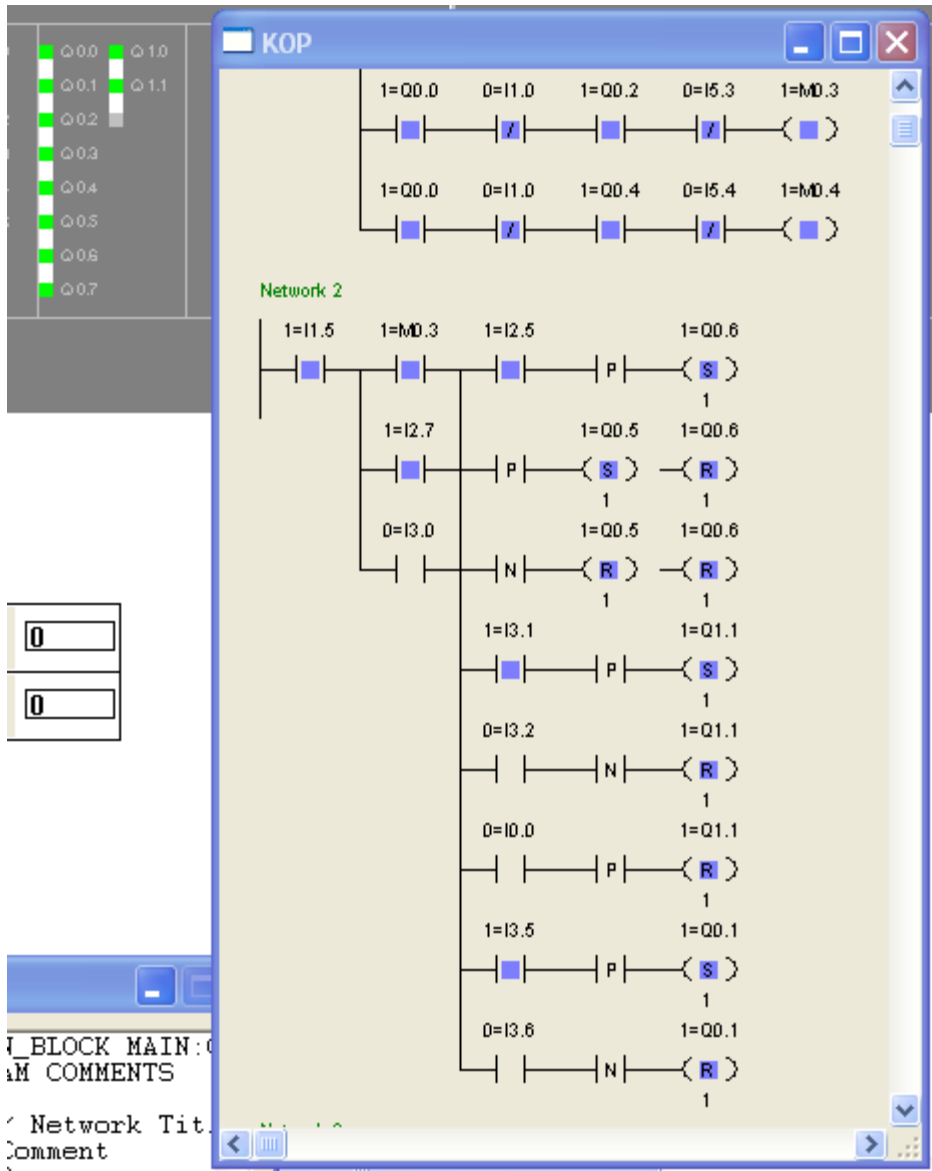 KOP
Q0.0 Q1.0
Q0.1 Q1.1
Q0.2
Q0.3
Q0.4
Q0.5
Q0.6
Q0.7
1=Q0.0 0=I1.0 1=Q0.2 0=I5.3 1=M0.3
/ /
1=Q0.0 0=I1.0 1=Q0.4 0=I5.4 1=M0.4
/ /
Network 2
1=I1.5 1=M0.3 1=I2.5 1=Q0.6
P S
1
1=I2.7 1=Q0.5 1=Q0.6
P S R
1 1
0=I3.0 1=Q0.5 1=Q0.6
N R R
1 1
1=I3.1 1=Q1.1
P S
1
0=I3.2 1=Q1.1
N R
1
0=I0.0 1=Q1.1
P R
1
1=I3.5 1=Q0.1
P S
1
0=I3.6 1=Q0.1
N R
1
0
0
N_BLOCK MAIN:
AM COMMENTS
Network Tit
Comment